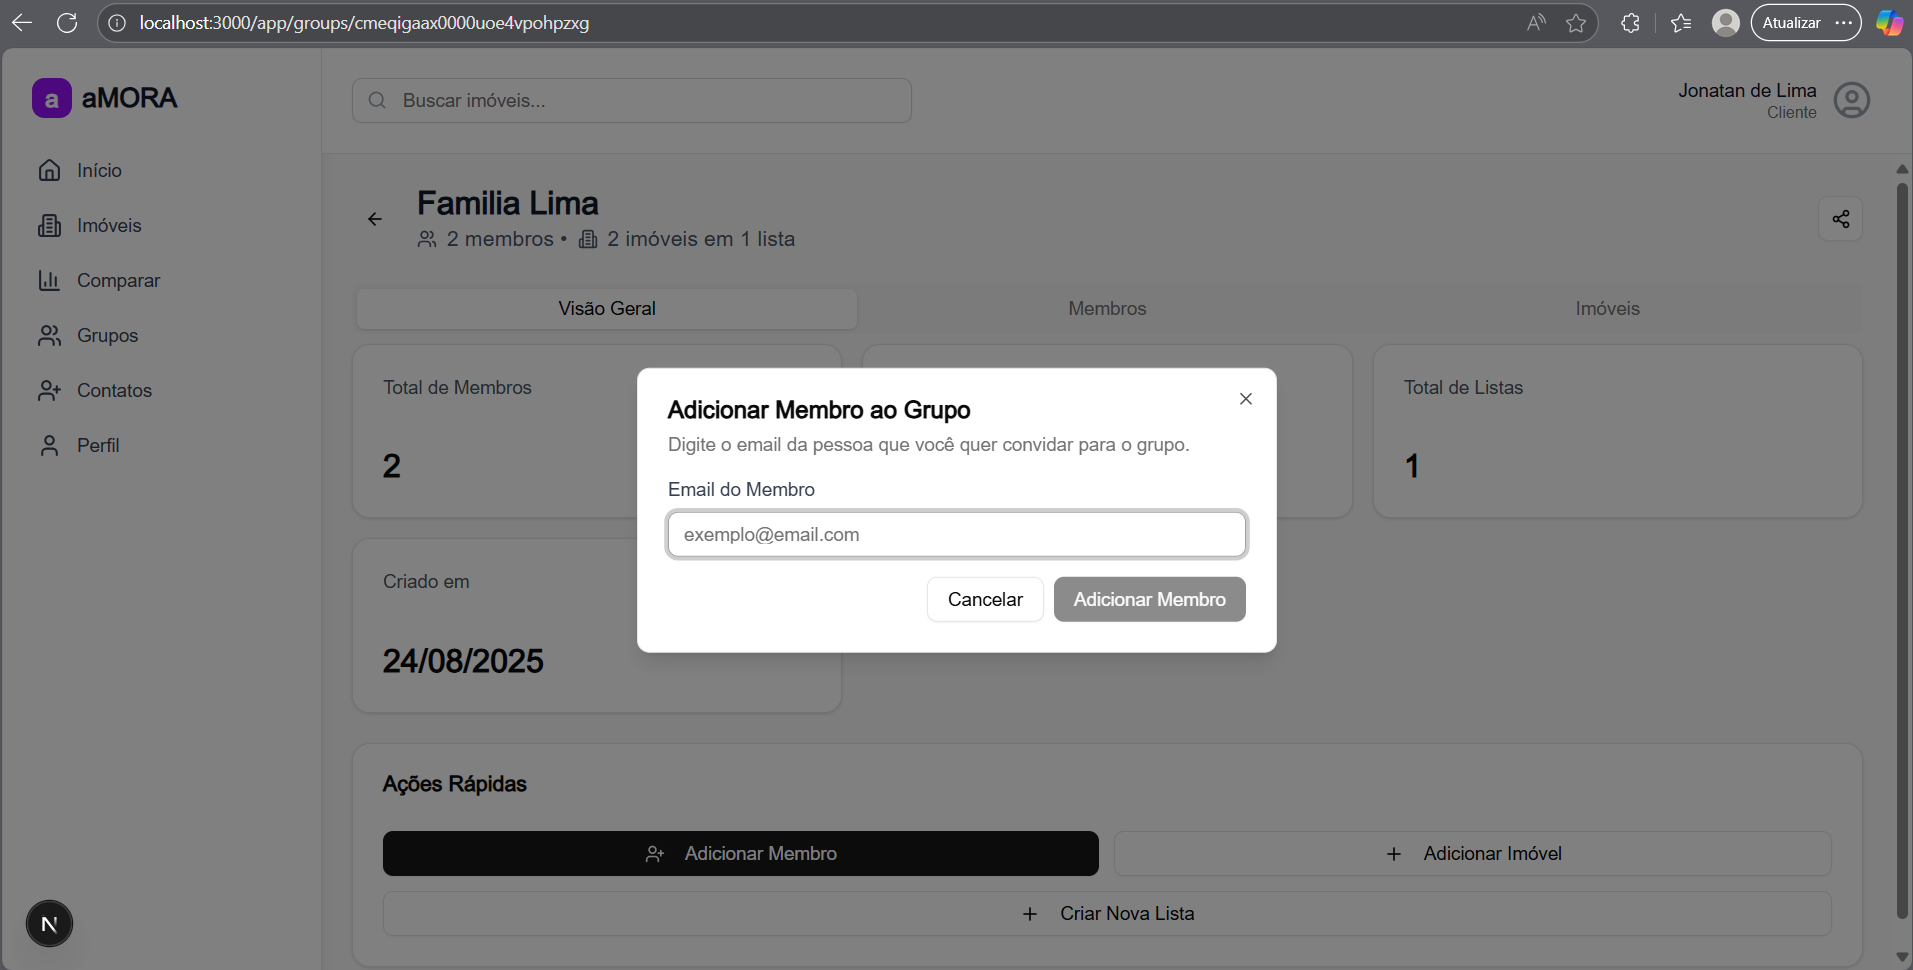 localhost:3000/app/groups/cmeqigaax0000uoe4vpohpzxg
Atualizar
a aMORA
Buscar imóveis...
Jonatan de Lima
Cliente
Início
Imóveis
Comparar
Grupos
Contatos
Perfil
Familia Lima
2 membros • 2 imóveis em 1 lista
Visão Geral
Membros
Imóveis
Total de Membros
2
Total de Listas
1
Criado em
24/08/2025
Adicionar Membro ao Grupo
Digite o email da pessoa que você quer convidar para o grupo.
Email do Membro
exemplo@email.com
Cancelar
Adicionar Membro
Ações Rápidas
Adicionar Membro
Adicionar Imóvel
Criar Nova Lista
N